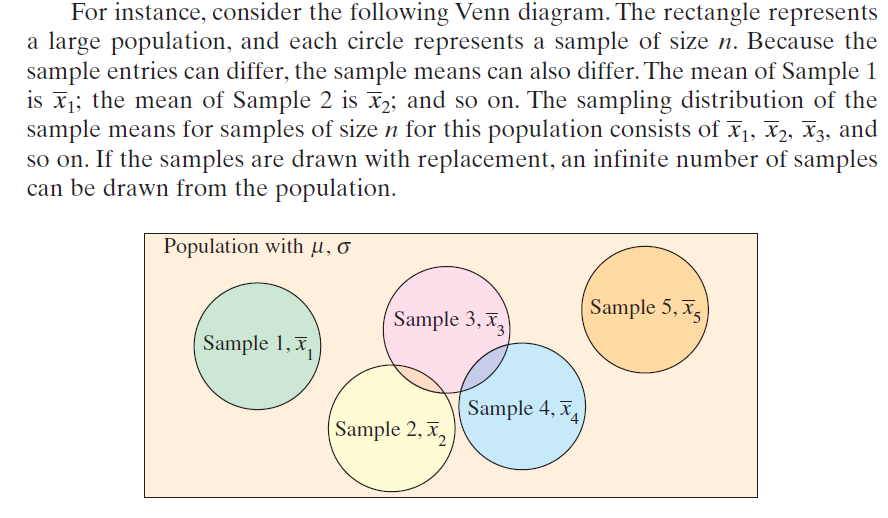 For instance, consider the following Venn diagram. The rectangle represents
a large population, and each circle represents a sample of size n. Because the
sample entries can differ, the sample means can also differ. The mean of Sample 1
is x̄₁; the mean of Sample 2 is x̄₂; and so on. The sampling distribution of the
sample means for samples of size n for this population consists of x̄₁, x̄₂, x̄₃, and
so on. If the samples are drawn with replacement, an infinite number of samples
can be drawn from the population.
Population with μ, σ
Sample 1, x̄₁
Sample 3, x̄₃
Sample 5, x̄₅
Sample 2, x̄₂
Sample 4, x̄₄